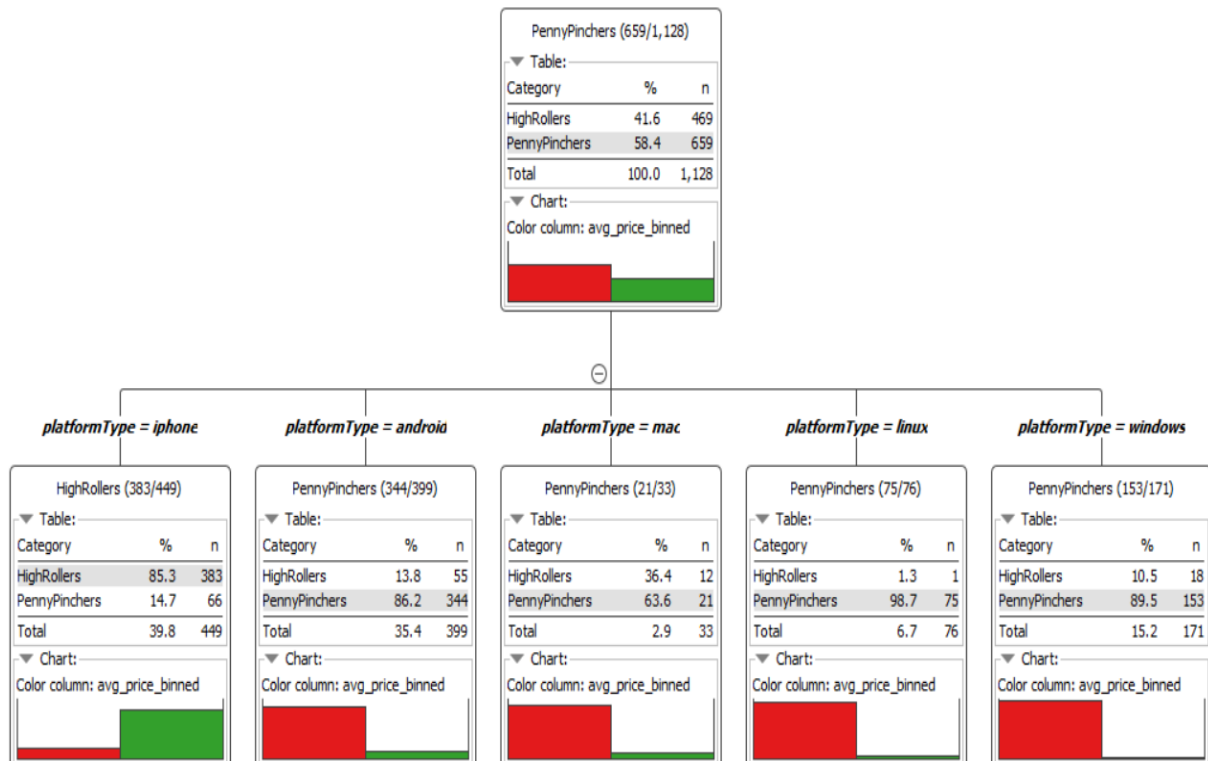 PennyPinchers (659/1,128)
Table:
Category % n
HighRollers 41.6 469
PennyPinchers 58.4 659
Total 100.0 1,128
Chart:
Color column: avg_price_binned
platformType = iphone
platformType = android
platformType = mac
platformType = linux
platformType = windows
HighRollers (383/449)
Table:
Category % n
HighRollers 85.3 383
PennyPinchers 14.7 66
Total 39.8 449
Chart:
Color column: avg_price_binned
PennyPinchers (344/399)
Table:
Category % n
HighRollers 13.8 55
PennyPinchers 86.2 344
Total 35.4 399
Chart:
Color column: avg_price_binned
PennyPinchers (21/33)
Table:
Category % n
HighRollers 36.4 12
PennyPinchers 63.6 21
Total 2.9 33
Chart:
Color column: avg_price_binned
PennyPinchers (75/76)
Table:
Category % n
HighRollers 1.3 1
PennyPinchers 98.7 75
Total 6.7 76
Chart:
Color column: avg_price_binned
PennyPinchers (153/171)
Table:
Category % n
HighRollers 10.5 18
PennyPinchers 89.5 153
Total 15.2 171
Chart:
Color column: avg_price_binned